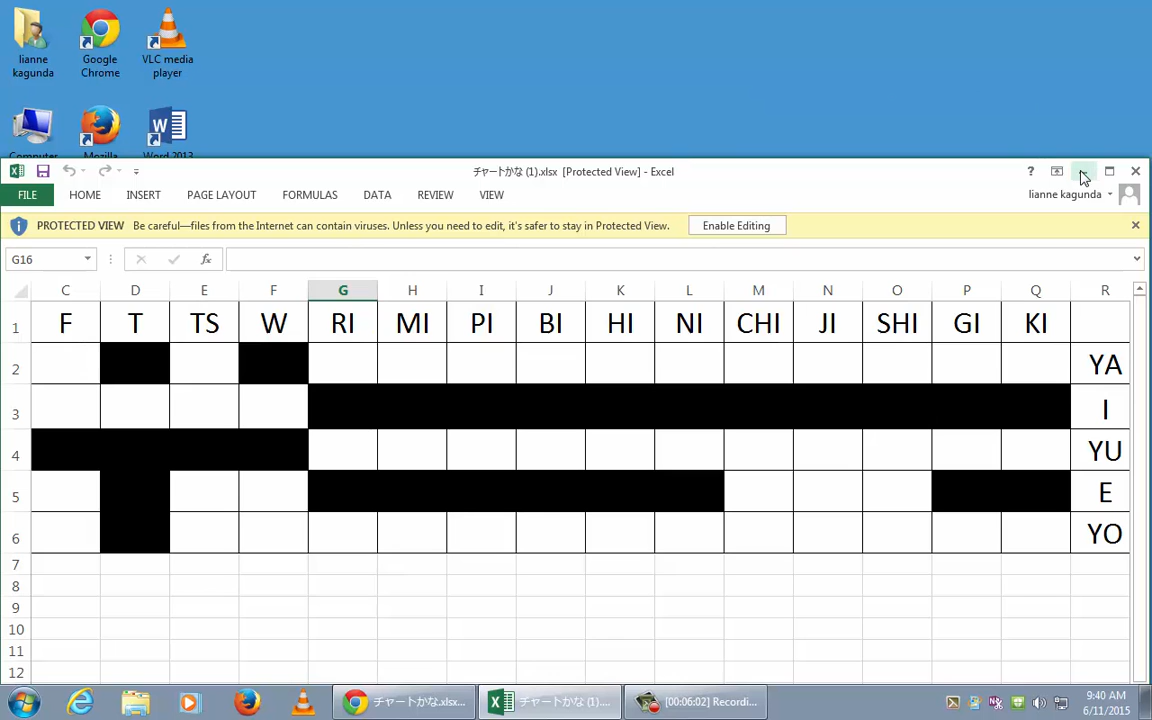 lianne kagunda
Google Chrome
VLC media player
Computer
Mozilla
Word 2013
チャートかな (1).xlsx [Protected View] - Excel
FILE HOME INSERT PAGE LAYOUT FORMULAS DATA REVIEW VIEW
lianne kagunda
PROTECTED VIEW Be careful—files from the Internet can contain viruses. Unless you need to edit, it's safer to stay in Protected View. Enable Editing
G16
C D E F G H I J K L M N O P Q R
1 F T TS W RI MI PI BI HI NI CHI JI SHI GI KI
2 YA
3 I
4 YU
5 E
6 YO
7
8
9
10
11
12
チャートかな.xlsx... チャートかな (1).... [00:06:02] Recordi...
9:40 AM
6/11/2015